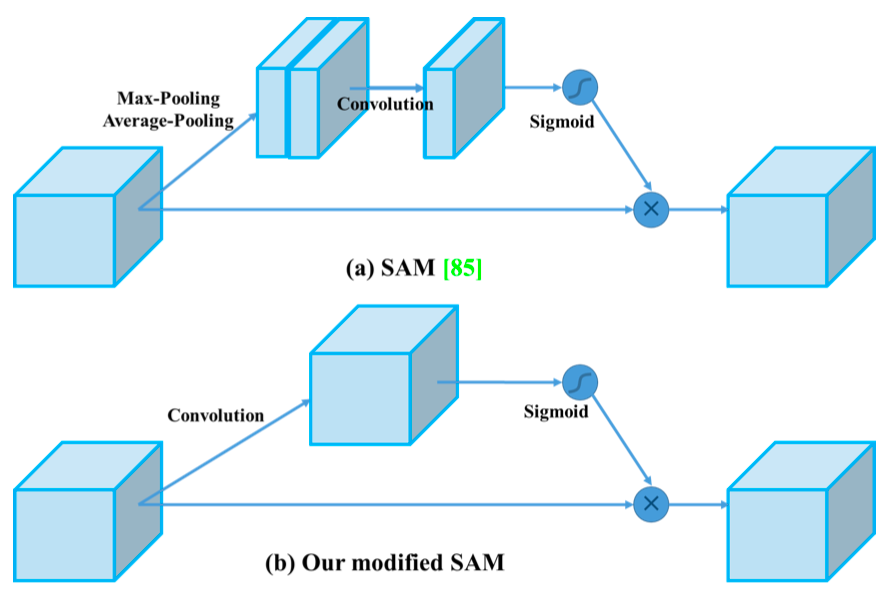 Max-Pooling
Average-Pooling
Convolution
Sigmoid
(a) SAM [85]
Convolution
Sigmoid
(b) Our modified SAM